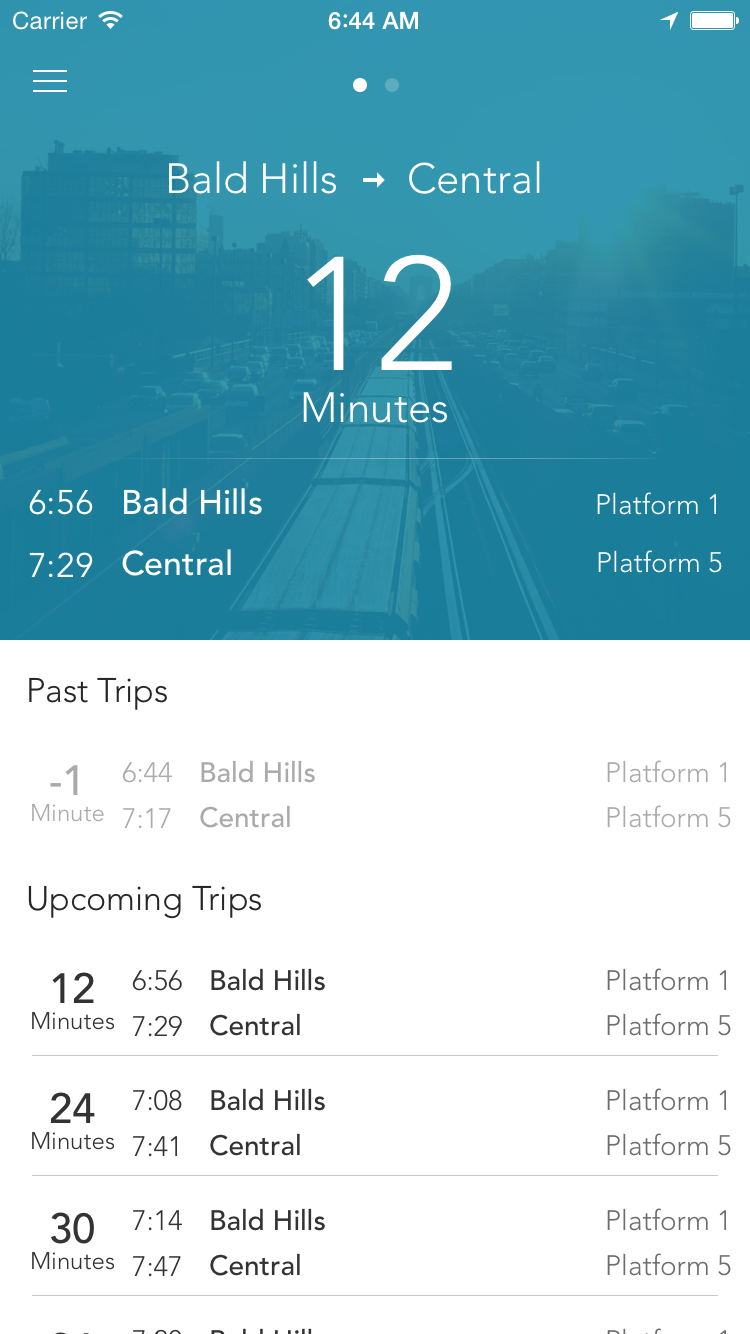 Carrier 6:44 AM
Bald Hills → Central
12
Minutes
6:56 Bald Hills Platform 1
7:29 Central Platform 5
Past Trips
-1 Minute
6:44 Bald Hills Platform 1
7:17 Central Platform 5
Upcoming Trips
12 Minutes
6:56 Bald Hills Platform 1
7:29 Central Platform 5
24 Minutes
7:08 Bald Hills Platform 1
7:41 Central Platform 5
30 Minutes
7:14 Bald Hills Platform 1
7:47 Central Platform 5